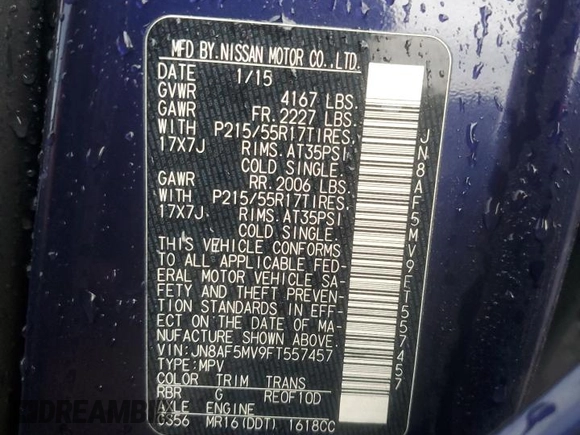 MFD BY.NISSAN MOTOR CO.,LTD.
DATE 1/15
GVWR 4167 LBS.
GAWR FR.2227 LBS.
WITH P215/55R17TIRES.
17X7J RIMS.AT35PSI
COLD SINGLE.
GAWR RR.2006 LBS.
WITH P215/55R17TIRES.
17X7J RIMS.AT35PSI
COLD SINGLE.
THIS VEHICLE CONFORMS
TO ALL APPLICABLE FED-
ERAL MOTOR VEHICLE SA-
FETY AND THEFT PREVEN-
TION STANDARDS IN EFF-
ECT ON THE DATE OF MA-
NUFACTURE SHOWN ABOVE.
VIN:JN8AF5MV9FT557457
TYPE:MPV
COLOR TRIM TRANS
RBR G REOF10D
AXLE ENGINE
0356 MR16(DDT) 1618CC
JN8AF5MV9FT557457